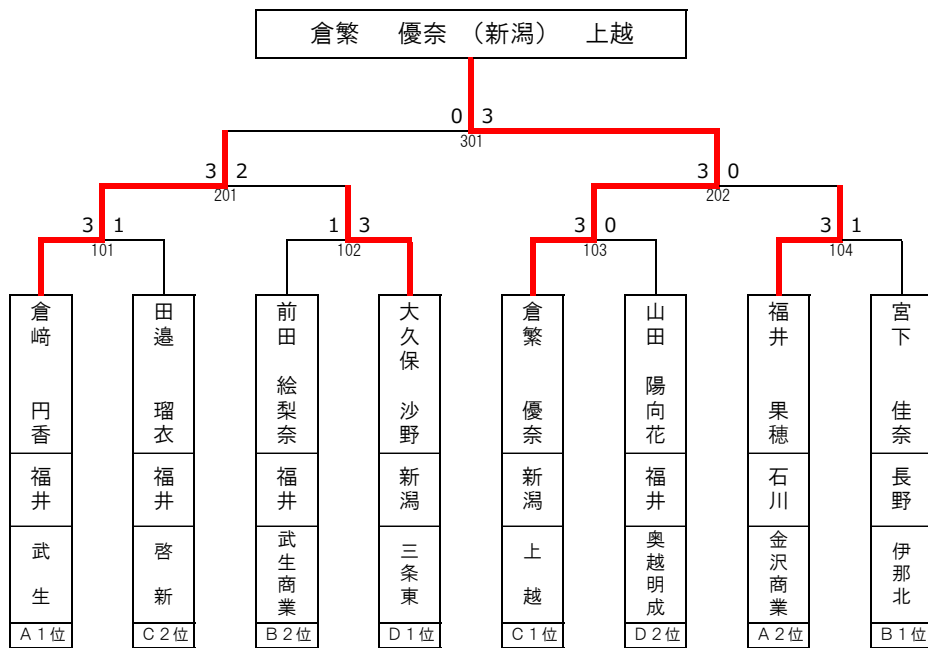 倉繁　優奈　（新潟）　上越
0 3
301
3 2
201
3 0
202
3 1
101
1 3
102
3 0
103
3 1
104
倉﨑　円香
田邉　瑠衣
前田　絵梨奈
大久保　沙野
倉繁　優奈
山田　陽向花
福井　果穂
宮下　佳奈
福井
福井
福井
新潟
新潟
福井
石川
長野
武生
啓新
武生商業
三条東
上越
奥越明成
金沢商業
伊那北
A1位
C2位
B2位
D1位
C1位
D2位
A2位
B1位